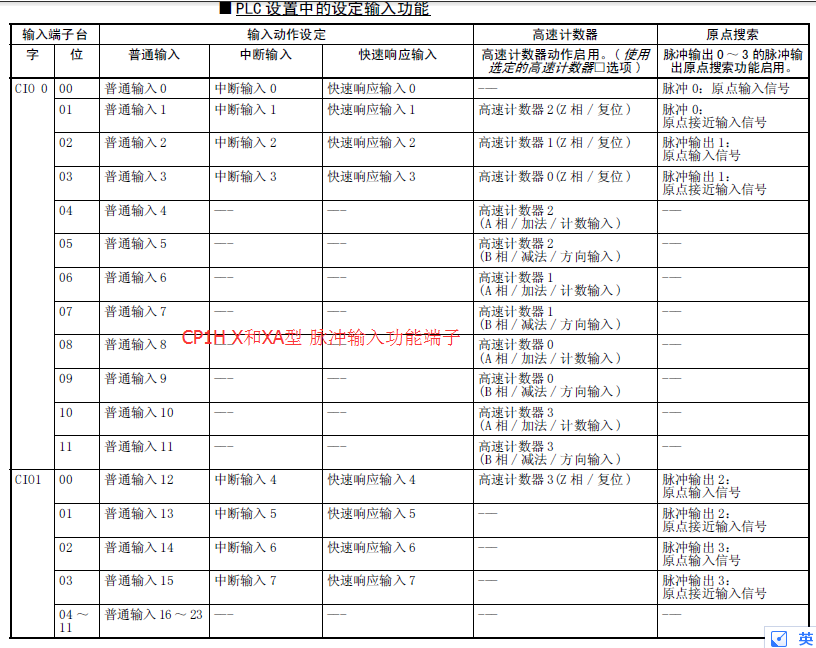 ■ PLC 设置中的设定输入功能
输入端子台 输入动作设定 高速计数器 原点搜索
字 位 普通输入 中断输入 快速响应输入 高速计数器动作启用。( 使用选定的高速计数器□选项 ) 脉冲输出 0 ～ 3 的脉冲输出原点搜索功能启用。
CIO 0 00 普通输入 0 中断输入 0 快速响应输入 0 --- 脉冲 0: 原点输入信号
01 普通输入 1 中断输入 1 快速响应输入 1 高速计数器 2(Z 相 / 复位 ) 脉冲 0: 原点接近输入信号
02 普通输入 2 中断输入 2 快速响应输入 2 高速计数器 1(Z 相 / 复位 ) 脉冲输出 1: 原点输入信号
03 普通输入 3 中断输入 3 快速响应输入 3 高速计数器 0(Z 相 / 复位 ) 脉冲输出 1: 原点接近输入信号
04 普通输入 4 --- --- 高速计数器 2 (A 相 / 加法 / 计数输入 ) ---
05 普通输入 5 --- --- 高速计数器 2 (B 相 / 减法 / 方向输入 ) ---
06 普通输入 6 --- --- 高速计数器 1 (A 相 / 加法 / 计数输入 ) ---
07 普通输入 7 --- --- 高速计数器 1 (B 相 / 减法 / 方向输入 ) ---
CP1H X和XA型 脉冲输入功能端子
08 普通输入 8 --- --- 高速计数器 0 (A 相 / 加法 / 计数输入 ) ---
09 普通输入 9 --- --- 高速计数器 0 (B 相 / 减法 / 方向输入 ) ---
10 普通输入 10 --- --- 高速计数器 3 (A 相 / 加法 / 计数输入 ) ---
11 普通输入 11 --- --- 高速计数器 3 (B 相 / 减法 / 方向输入 ) ---
CIO1 00 普通输入 12 中断输入 4 快速响应输入 4 高速计数器 3(Z 相 / 复位 ) 脉冲输出 2: 原点输入信号
01 普通输入 13 中断输入 5 快速响应输入 5 --- 脉冲输出 2: 原点接近输入信号
02 普通输入 14 中断输入 6 快速响应输入 6 --- 脉冲输出 3: 原点输入信号
03 普通输入 15 中断输入 7 快速响应输入 7 --- 脉冲输出 3: 原点接近输入信号
04 ～ 11 普通输入 16 ～ 23 --- --- --- ---
英